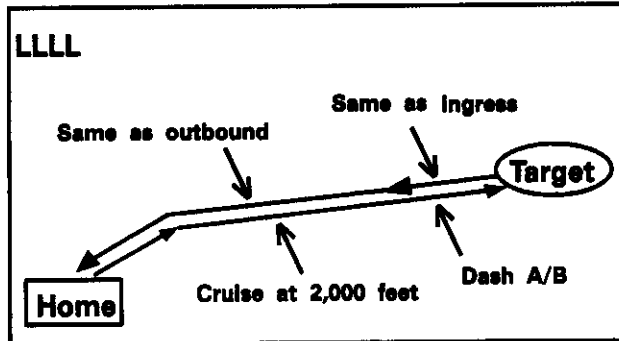 LLLL
Same as ingress
Same as outbound
Target
Dash A/B
Cruise at 2,000 feet
Home